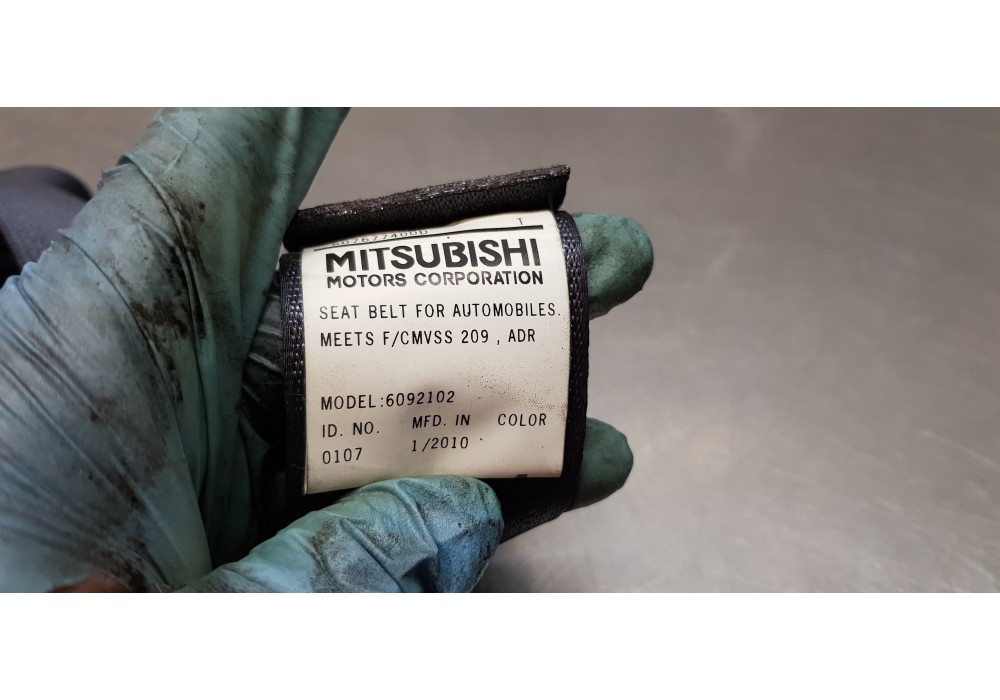 T
MITSUBISHI
MOTORS CORPORATION
SEAT BELT FOR AUTOMOBILES.
MEETS F/CMVSS 209 , ADR
MODEL:6092102
ID. NO. MFD. IN COLOR
0107 1/2010